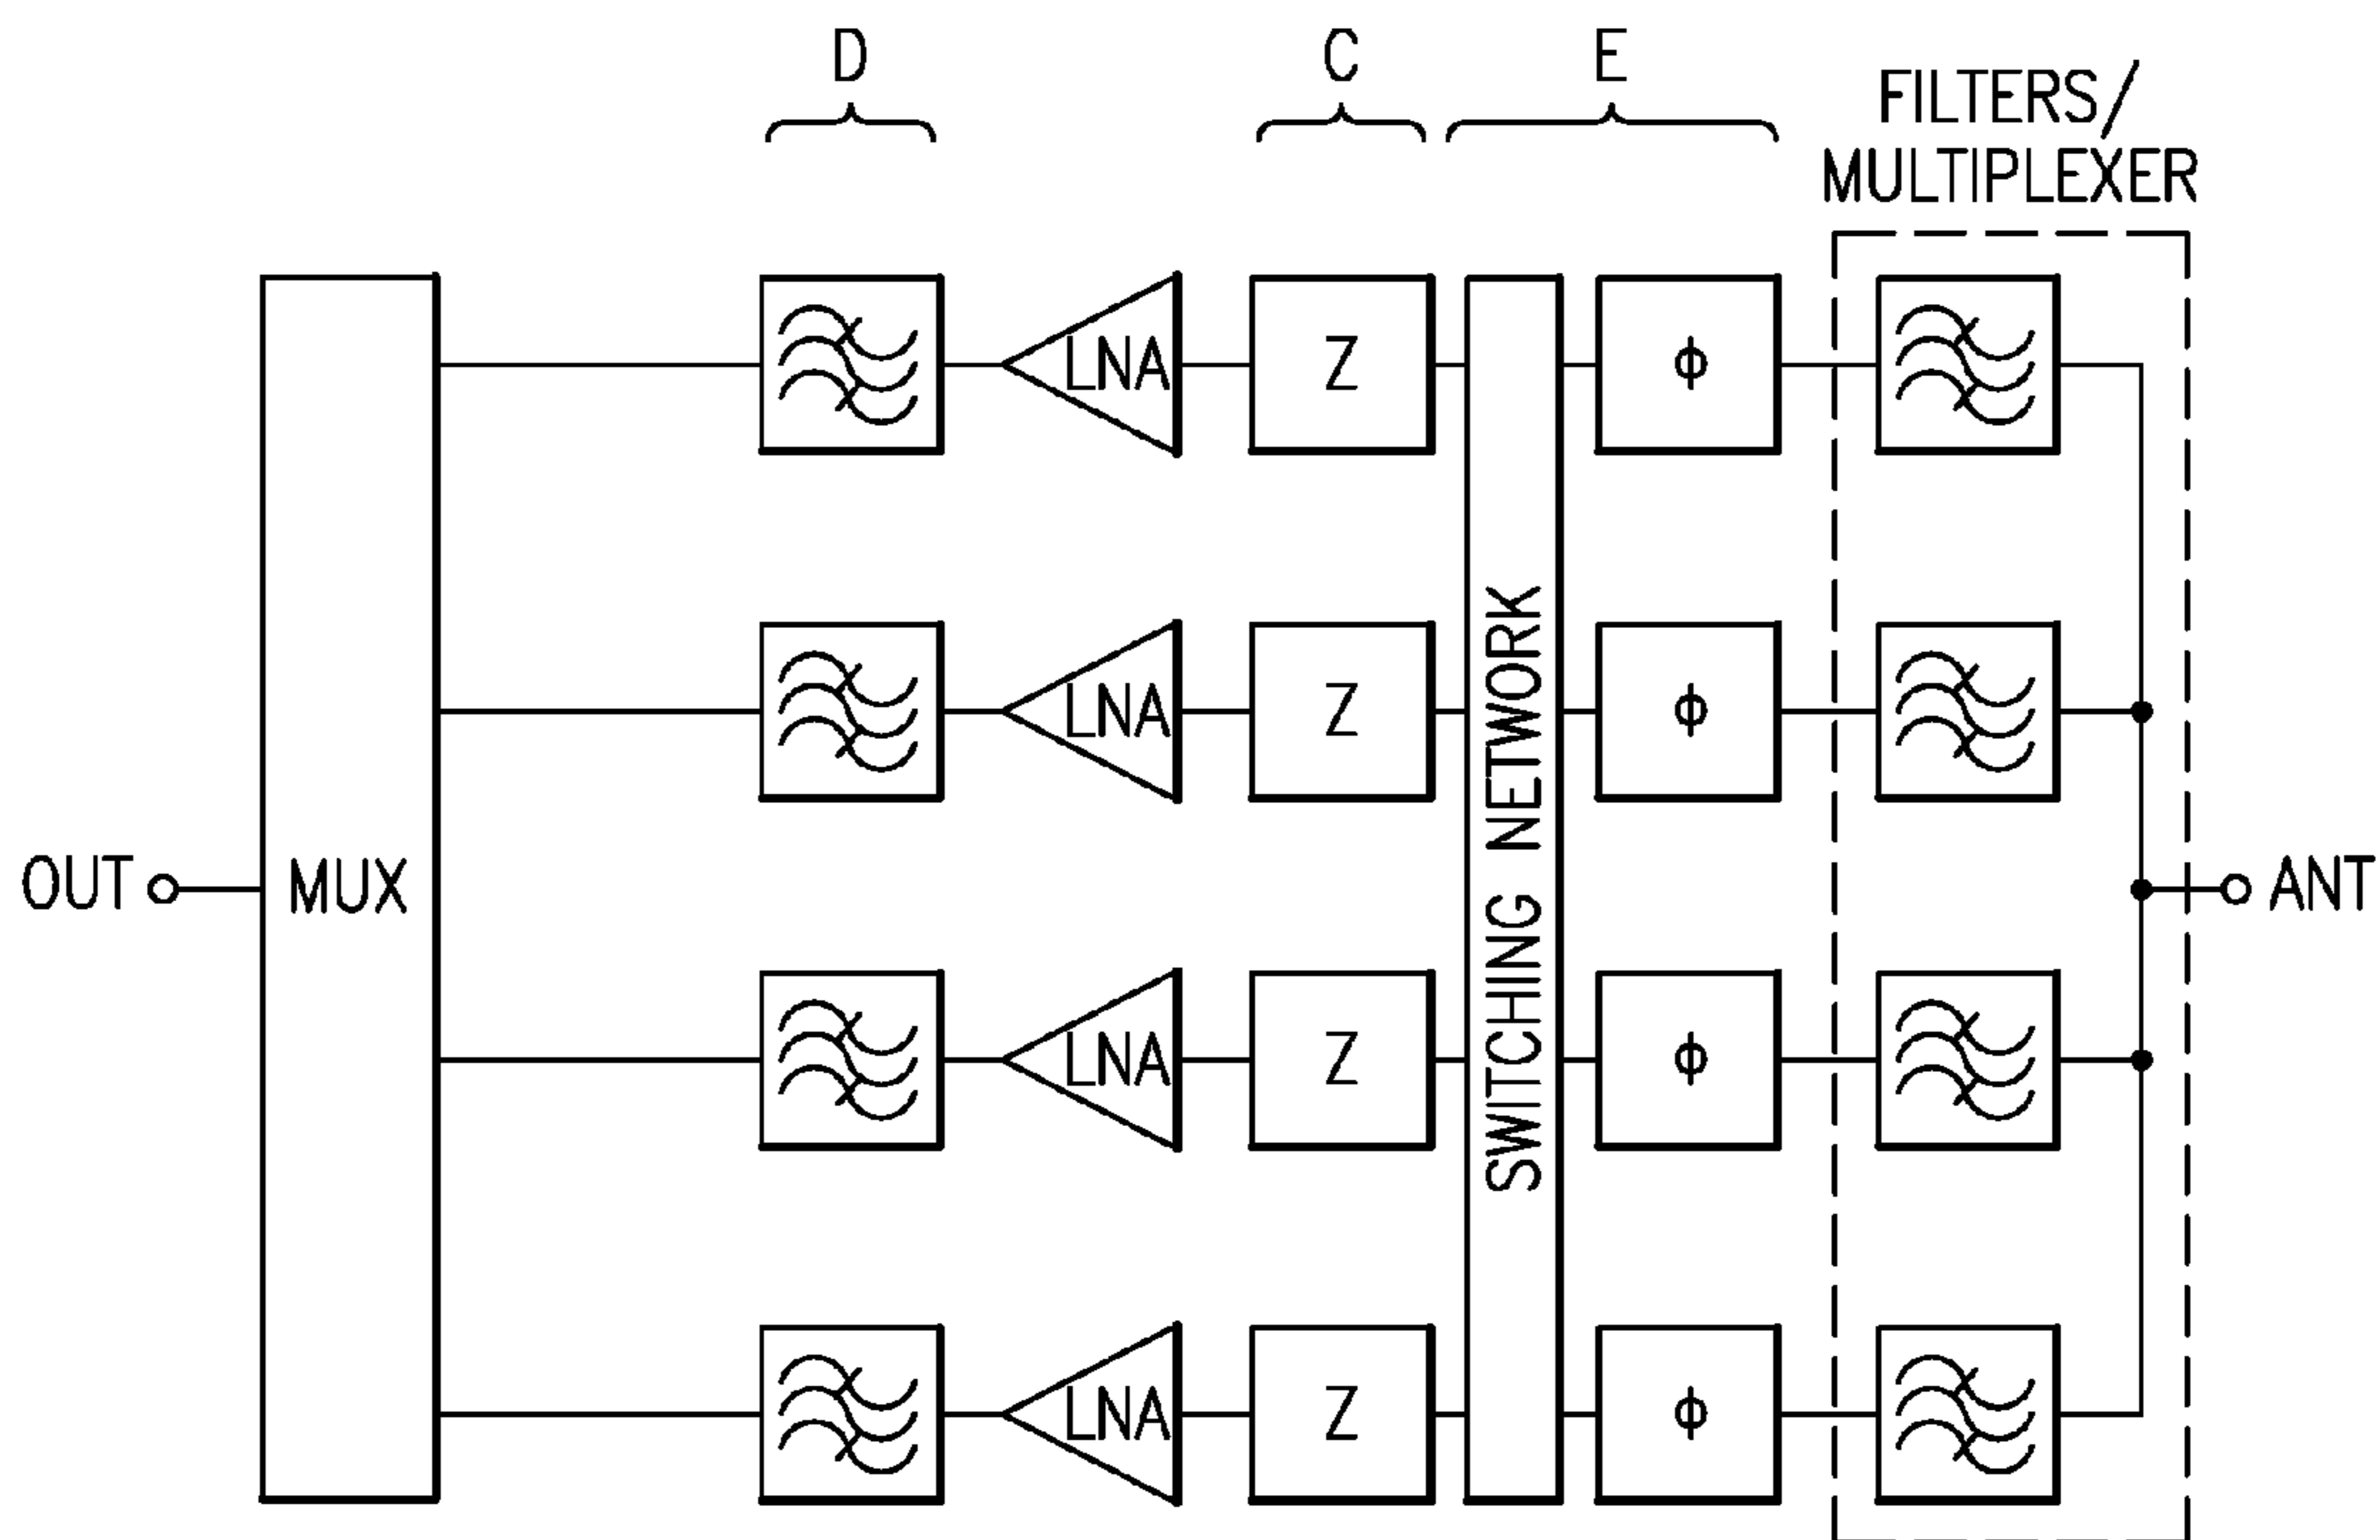 D
C
E
FILTERS/
MULTIPLEXER
LNA
Z
ϕ
LNA
Z
ϕ
SWITCHING NETWORK
OUT
MUX
ANT
LNA
Z
ϕ
LNA
Z
ϕ